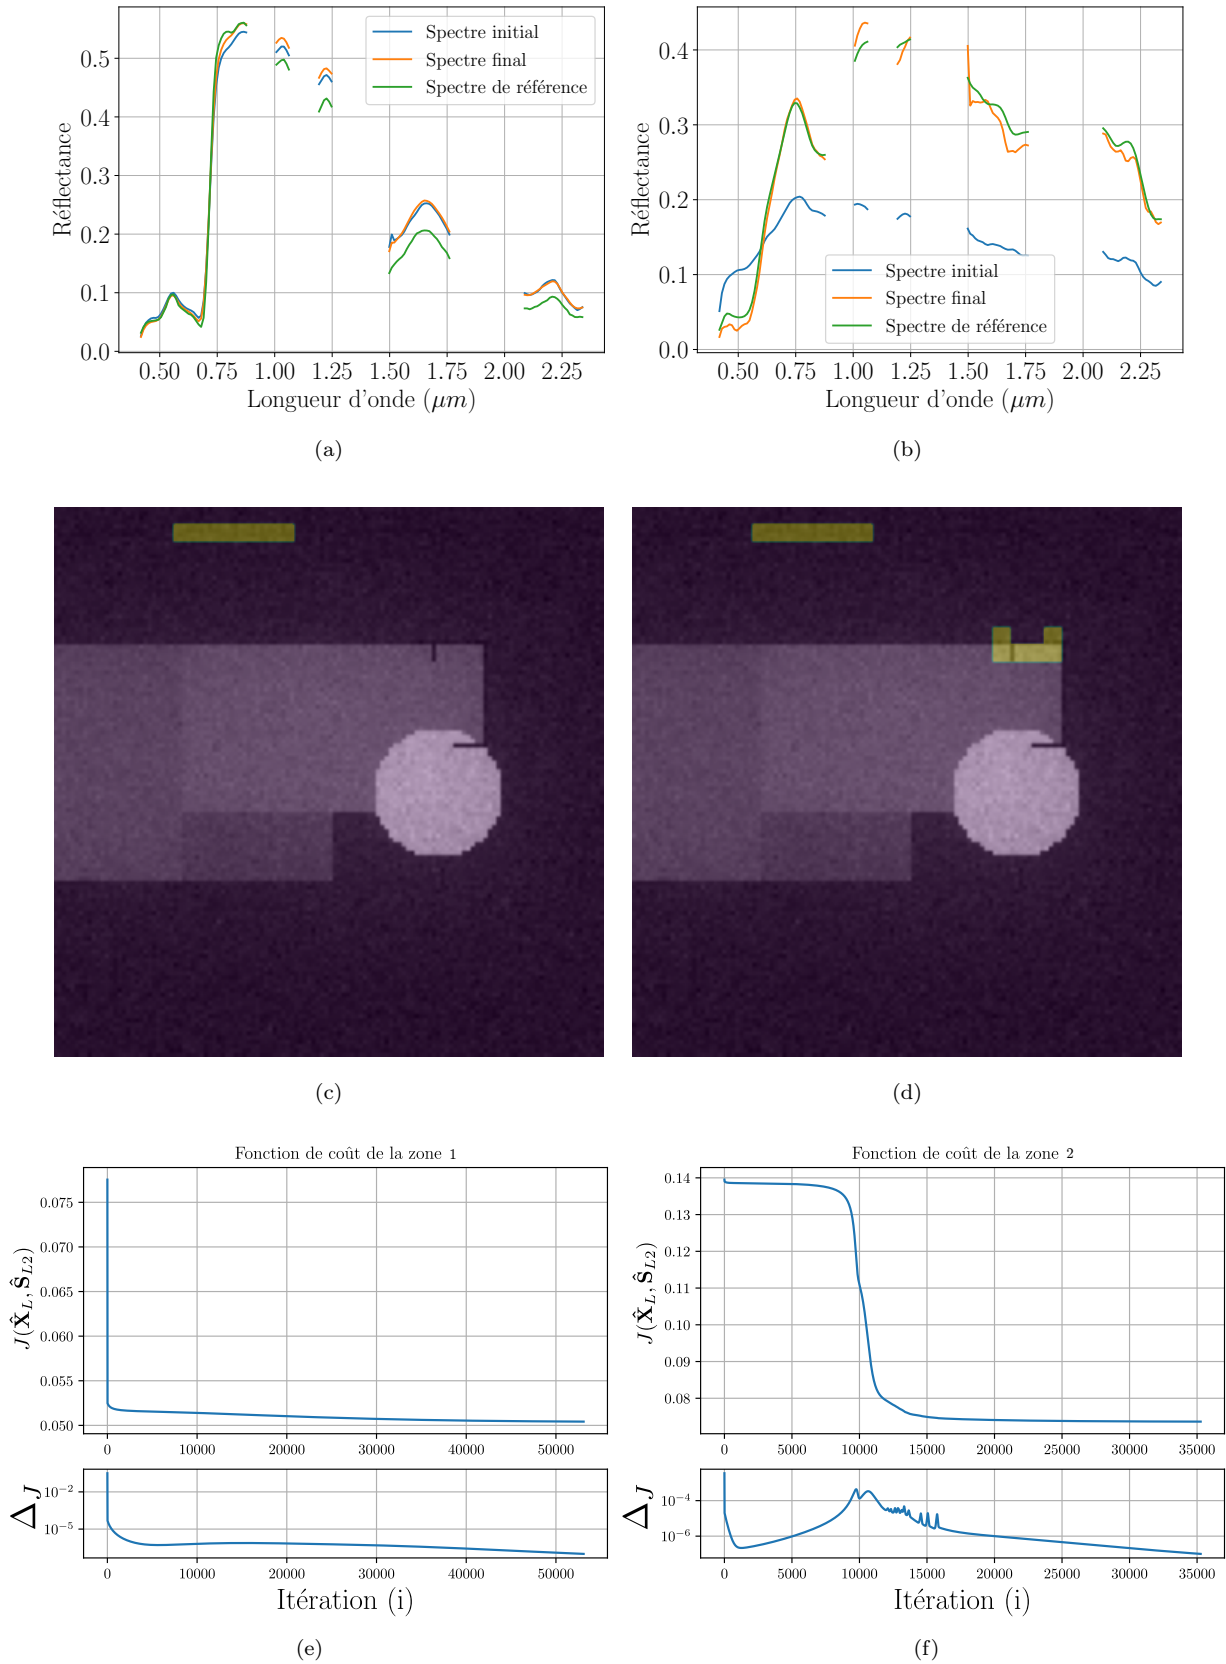 Réflectance
0.5
0.4
0.3
0.2
0.1
0.0
Spectre initial
Spectre final
Spectre de référence
0.50 0.75 1.00 1.25 1.50 1.75 2.00 2.25
Longueur d'onde (μm)
(a)
Réflectance
0.4
0.3
0.2
0.1
0.0
Spectre initial
Spectre final
Spectre de référence
0.50 0.75 1.00 1.25 1.50 1.75 2.00 2.25
Longueur d'onde (μm)
(b)
(c)
(d)
Fonction de coût de la zone 1
J(X̂_L, Ŝ_L2)
0.075
0.070
0.065
0.060
0.055
0.050
0 10000 20000 30000 40000 50000
Δ_J
10⁻²
10⁻⁵
0 10000 20000 30000 40000 50000
Itération (i)
(e)
Fonction de coût de la zone 2
J(X̂_L, Ŝ_L2)
0.14
0.13
0.12
0.11
0.10
0.09
0.08
0 5000 10000 15000 20000 25000 30000 35000
Δ_J
10⁻⁴
10⁻⁶
0 5000 10000 15000 20000 25000 30000 35000
Itération (i)
(f)